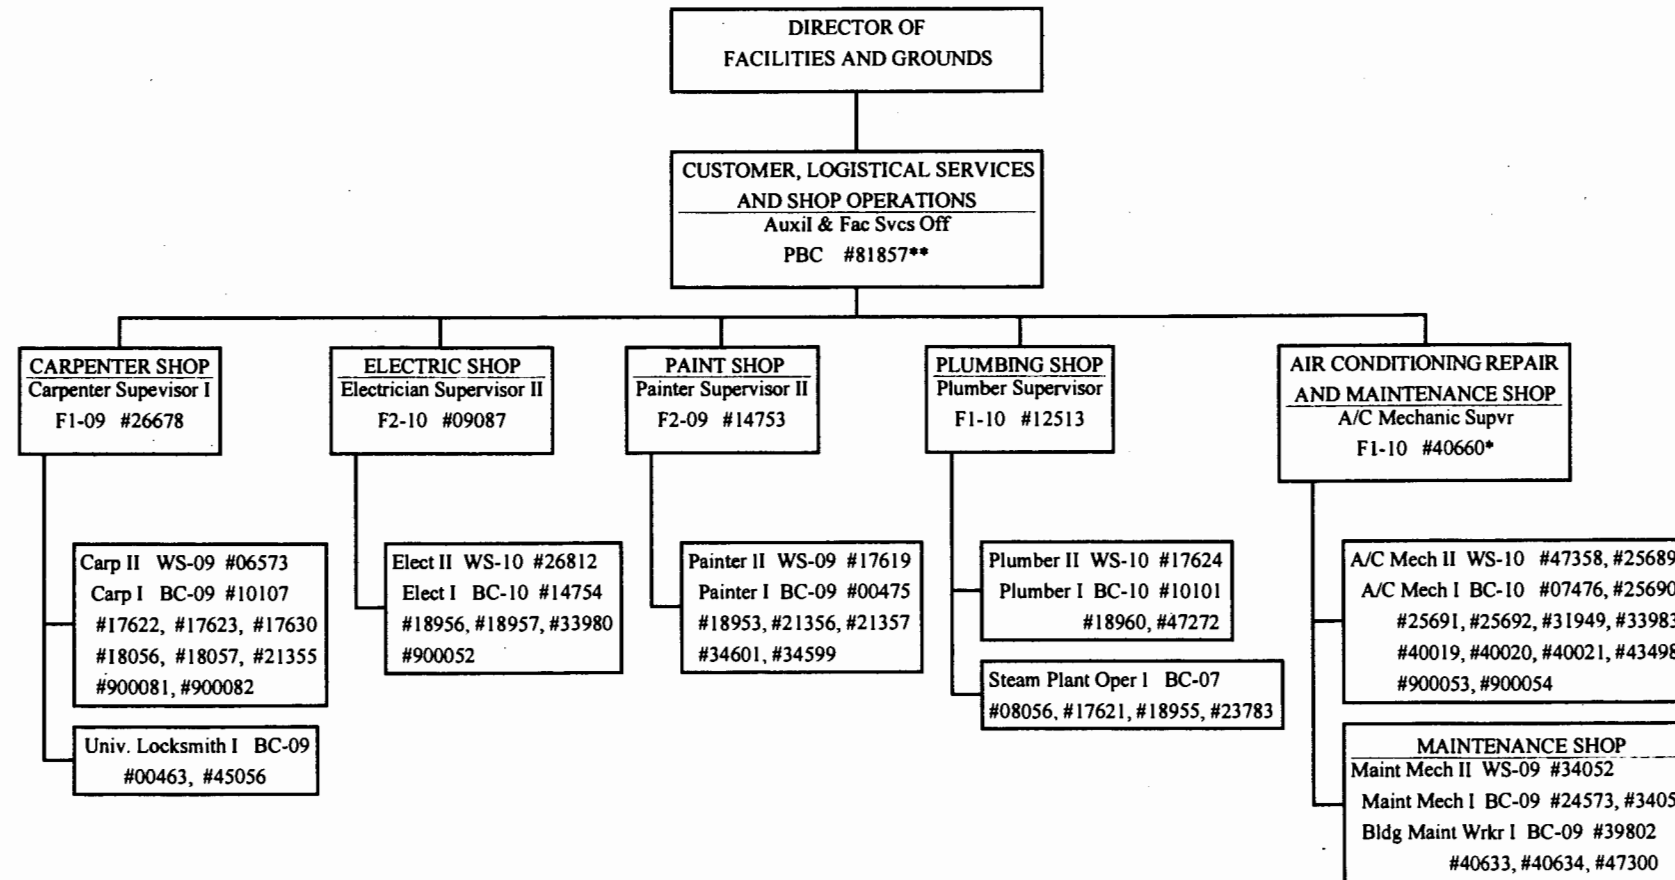 DIRECTOR OF
FACILITIES AND GROUNDS
CUSTOMER, LOGISTICAL SERVICES
AND SHOP OPERATIONS
Auxil & Fac Svcs Off
PBC #81857**
CARPENTER SHOP
Carpenter Supevisor I
F1-09 #26678
Carp II WS-09 #06573
Carp I BC-09 #10107
#17622, #17623, #17630
#18056, #18057, #21355
#900081, #900082
Univ. Locksmith I BC-09
#00463, #45056
ELECTRIC SHOP
Electrician Supervisor II
F2-10 #09087
Elect II WS-10 #26812
Elect I BC-10 #14754
#18956, #18957, #33980
#900052
PAINT SHOP
Painter Supervisor II
F2-09 #14753
Painter II WS-09 #17619
Painter I BC-09 #00475
#18953, #21356, #21357
#34601, #34599
PLUMBING SHOP
Plumber Supervisor
F1-10 #12513
Plumber II WS-10 #17624
Plumber I BC-10 #10101
#18960, #47272
Steam Plant Oper I BC-07
#08056, #17621, #18955, #23783
AIR CONDITIONING REPAIR
AND MAINTENANCE SHOP
A/C Mechanic Supvr
F1-10 #40660*
A/C Mech II WS-10 #47358, #25689
A/C Mech I BC-10 #07476, #25690
#25691, #25692, #31949, #33983
#40019, #40020, #40021, #43498
#900053, #900054
MAINTENANCE SHOP
Maint Mech II WS-09 #34052
Maint Mech I BC-09 #24573, #3405
Bldg Maint Wrkr I BC-09 #39802
#40633, #40634, #47300